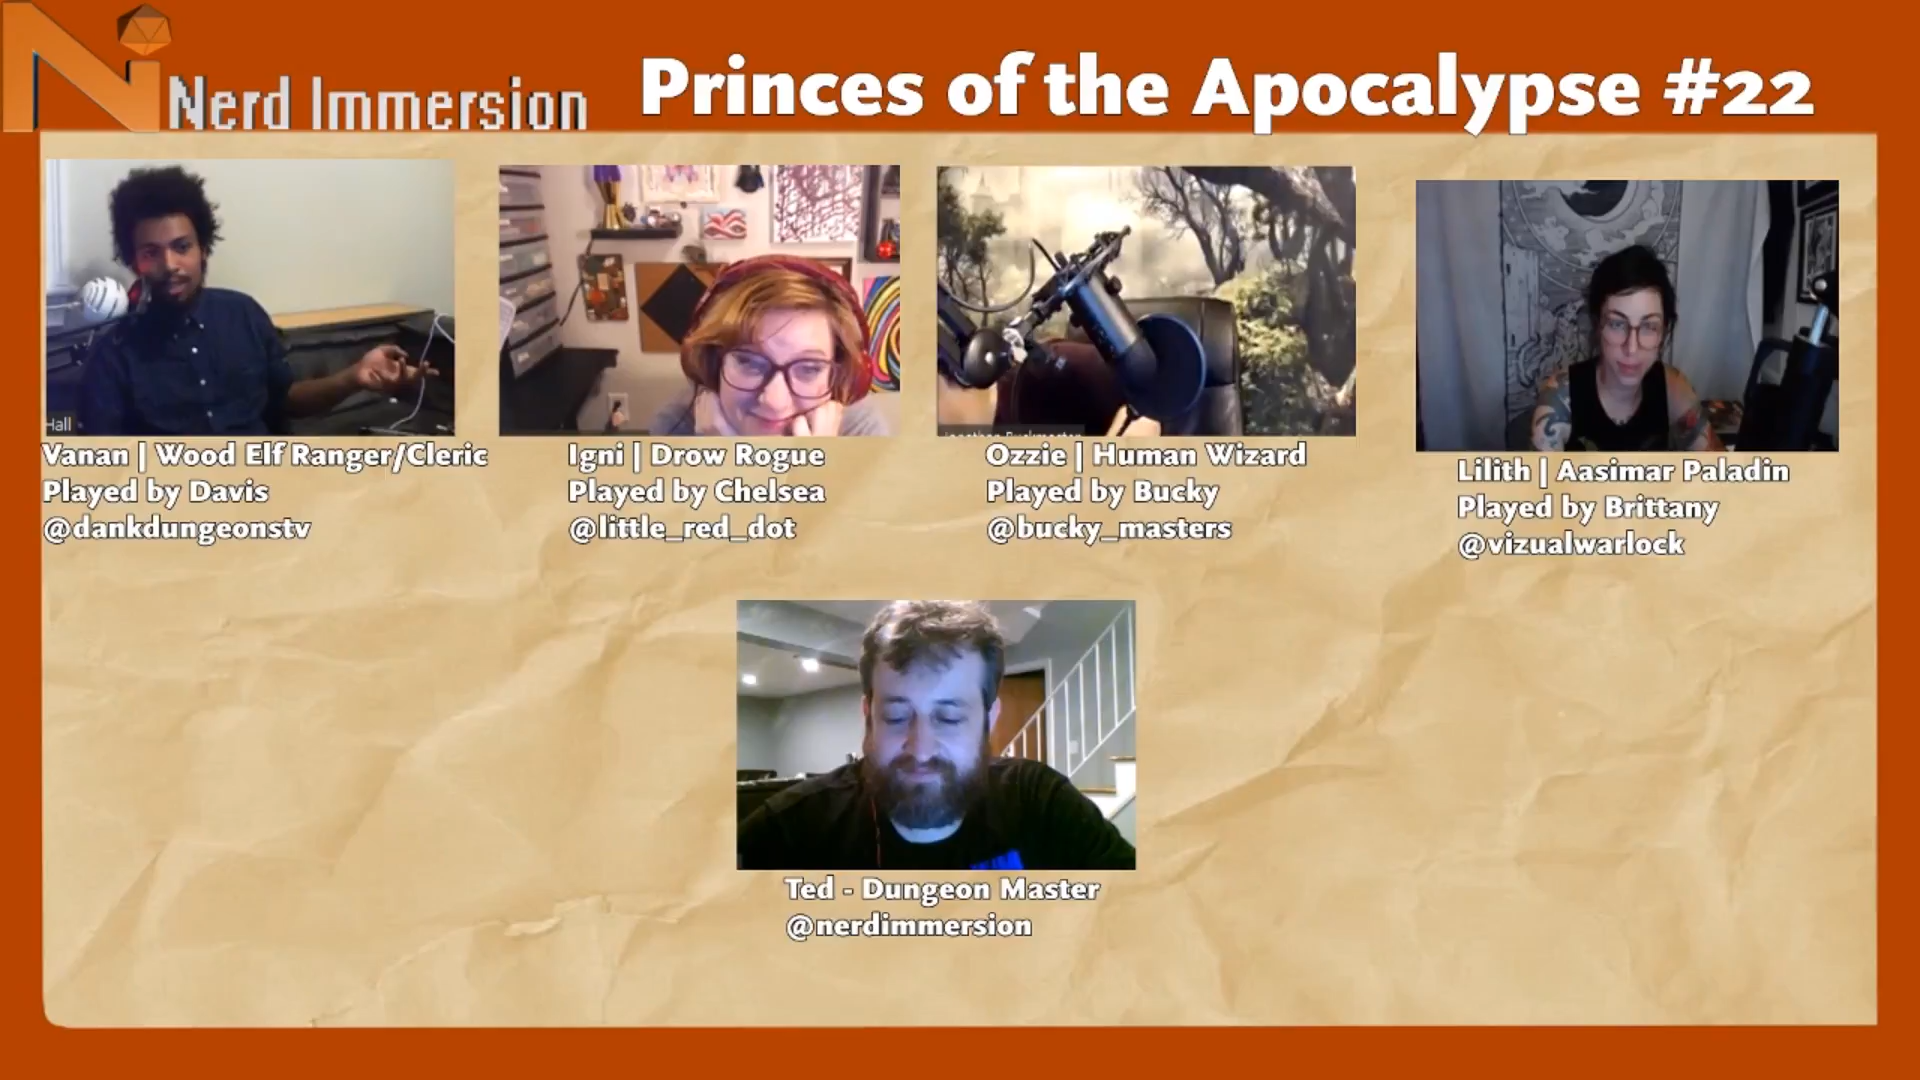 Nerd Immersion
Princes of the Apocalypse #22
Hall
Vanan | Wood Elf Ranger/Cleric
Played by Davis
@dankdungeonstv
Igni | Drow Rogue
Played by Chelsea
@little_red_dot
Ozzie | Human Wizard
Played by Bucky
@bucky_masters
Lilith | Aasimar Paladin
Played by Brittany
@vizualwarlock
Ted - Dungeon Master
@nerdimmersion